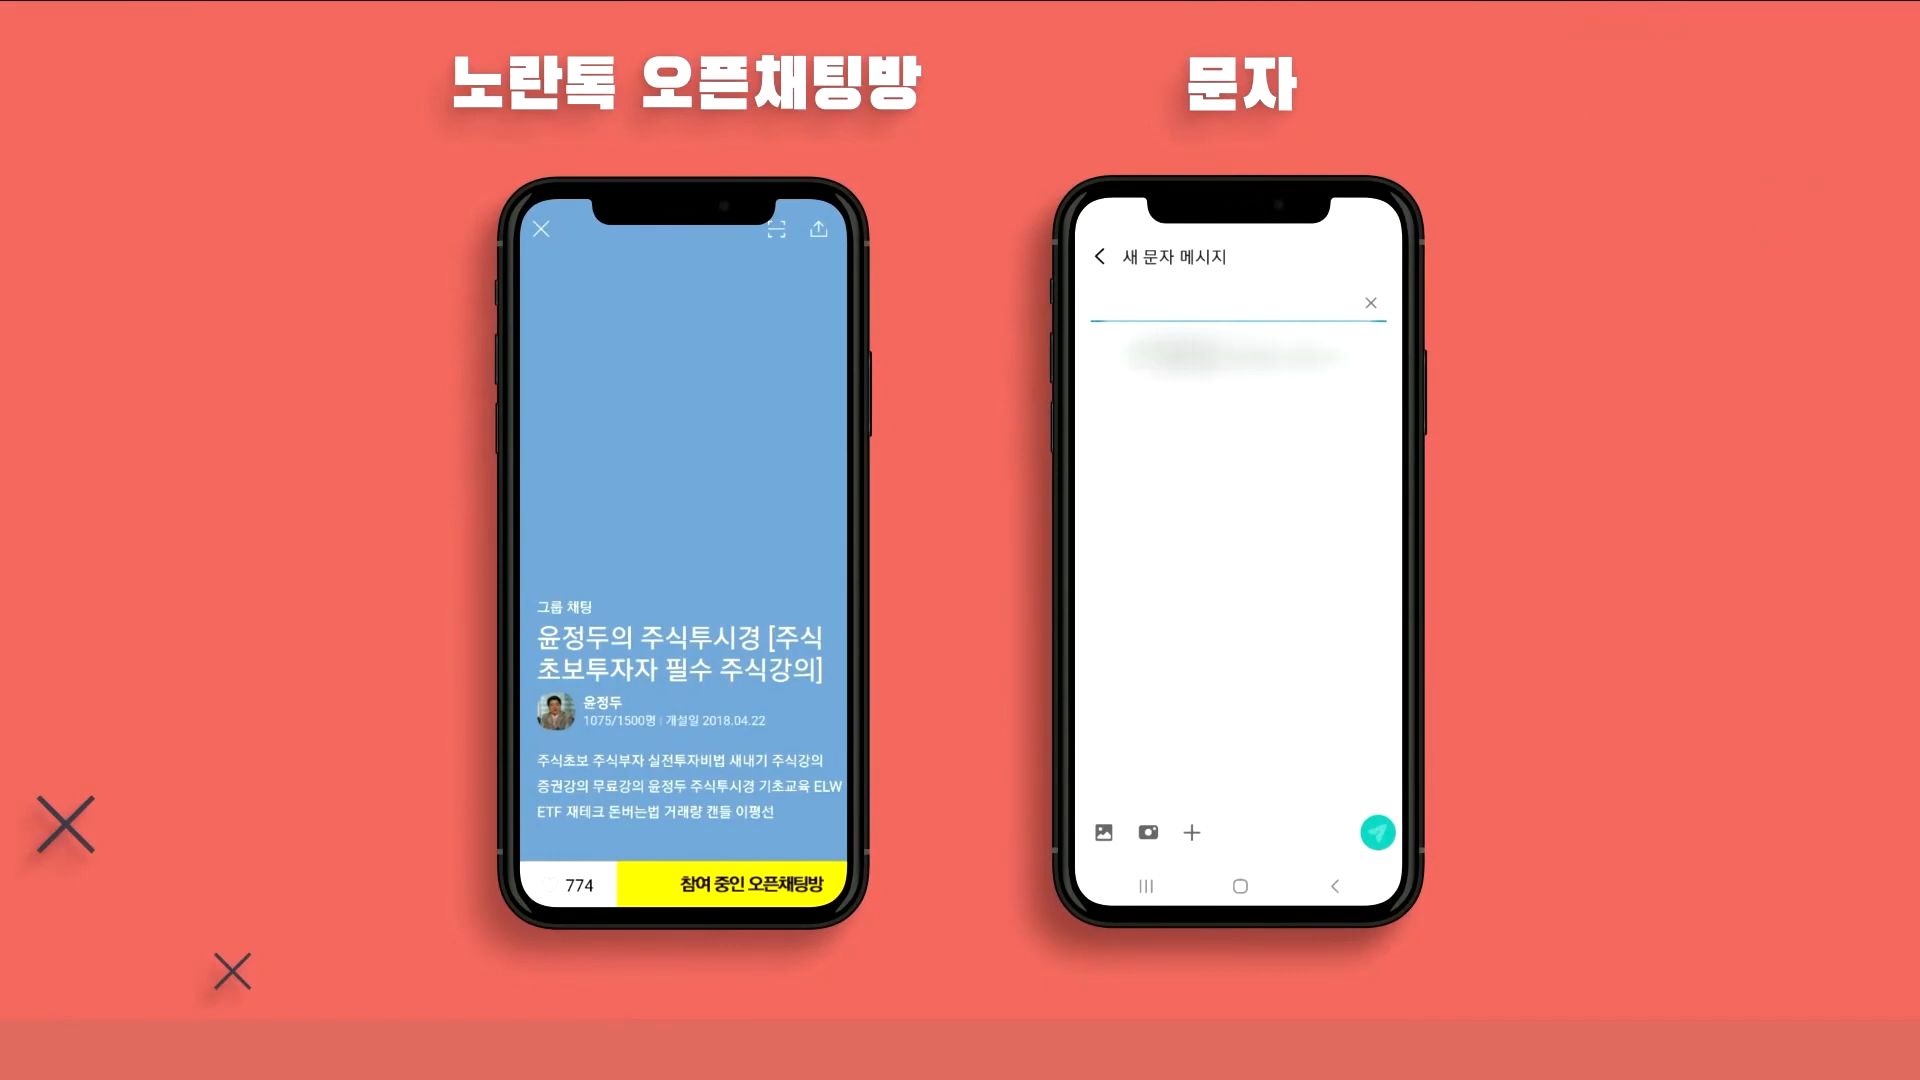 노란톡 오픈채팅방
문자
그룹 채팅
윤정두의 주식투시경 [주식
초보투자자 필수 주식강의]
윤정두
1075/1500명 | 개설일 2018.04.22
주식초보 주식부자 실전투자비법 새내기 주식강의
증권강의 무료강의 윤정두 주식투시경 기초교육 ELW
ETF 재테크 돈버는법 거래량 캔들 이평선
774
참여 중인 오픈채팅방
새 문자 메시지